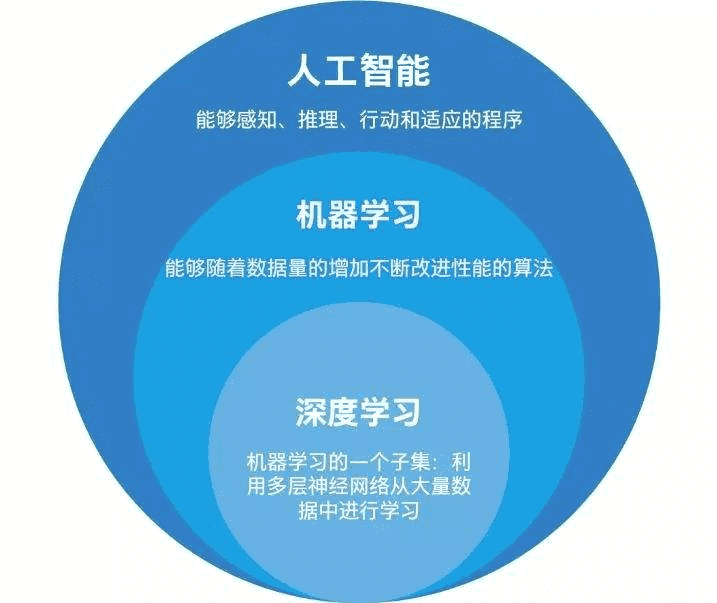 人工智能
能够感知、推理、行动和适应的程序
机器学习
能够随着数据量的增加不断改进性能的算法
深度学习
机器学习的一个子集：利
用多层神经网络从大量数
据中进行学习